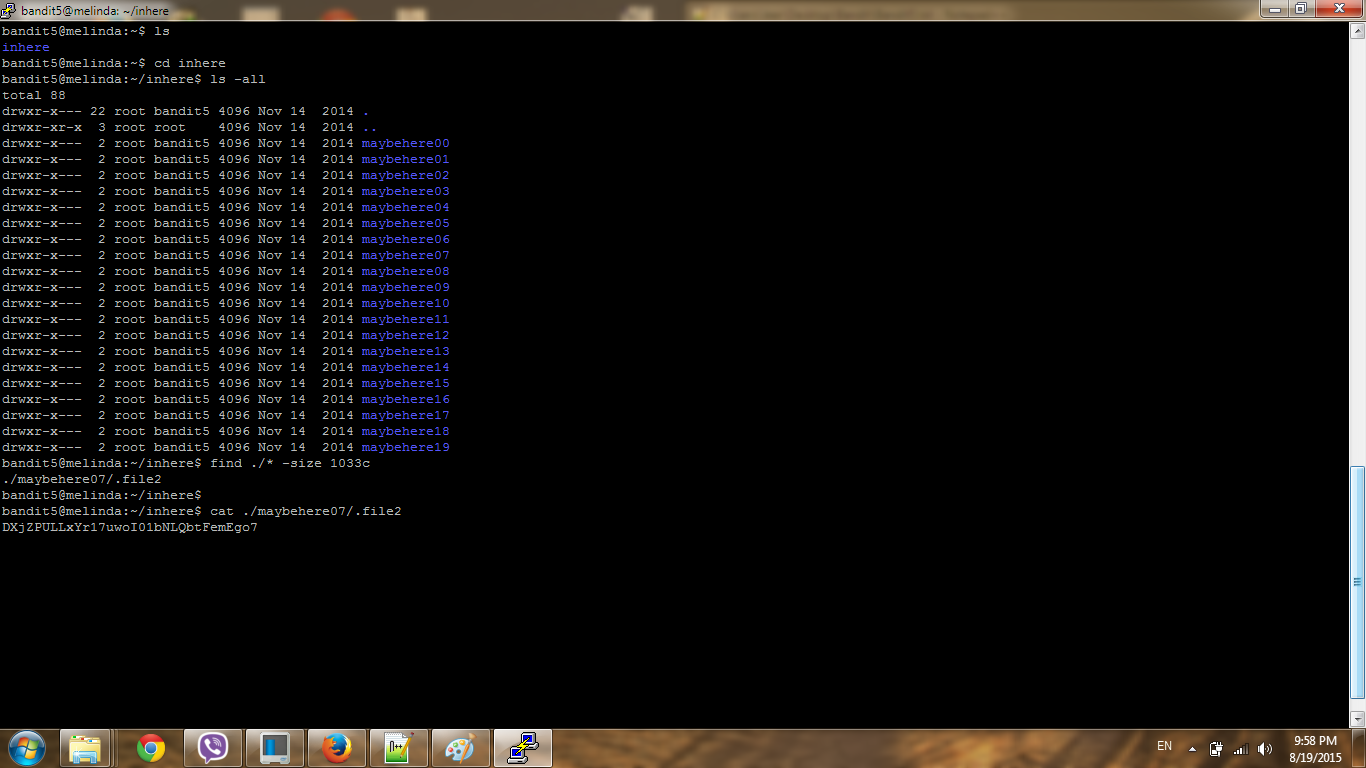 bandit5@melinda: ~/inhere
bandit5@melinda:~$ ls
inhere
bandit5@melinda:~$ cd inhere
bandit5@melinda:~/inhere$ ls -all
total 88
drwxr-x--- 22 root bandit5 4096 Nov 14  2014 .
drwxr-xr-x  3 root root    4096 Nov 14  2014 ..
drwxr-x---  2 root bandit5 4096 Nov 14  2014 maybehere00
drwxr-x---  2 root bandit5 4096 Nov 14  2014 maybehere01
drwxr-x---  2 root bandit5 4096 Nov 14  2014 maybehere02
drwxr-x---  2 root bandit5 4096 Nov 14  2014 maybehere03
drwxr-x---  2 root bandit5 4096 Nov 14  2014 maybehere04
drwxr-x---  2 root bandit5 4096 Nov 14  2014 maybehere05
drwxr-x---  2 root bandit5 4096 Nov 14  2014 maybehere06
drwxr-x---  2 root bandit5 4096 Nov 14  2014 maybehere07
drwxr-x---  2 root bandit5 4096 Nov 14  2014 maybehere08
drwxr-x---  2 root bandit5 4096 Nov 14  2014 maybehere09
drwxr-x---  2 root bandit5 4096 Nov 14  2014 maybehere10
drwxr-x---  2 root bandit5 4096 Nov 14  2014 maybehere11
drwxr-x---  2 root bandit5 4096 Nov 14  2014 maybehere12
drwxr-x---  2 root bandit5 4096 Nov 14  2014 maybehere13
drwxr-x---  2 root bandit5 4096 Nov 14  2014 maybehere14
drwxr-x---  2 root bandit5 4096 Nov 14  2014 maybehere15
drwxr-x---  2 root bandit5 4096 Nov 14  2014 maybehere16
drwxr-x---  2 root bandit5 4096 Nov 14  2014 maybehere17
drwxr-x---  2 root bandit5 4096 Nov 14  2014 maybehere18
drwxr-x---  2 root bandit5 4096 Nov 14  2014 maybehere19
bandit5@melinda:~/inhere$ find ./* -size 1033c
./maybehere07/.file2
bandit5@melinda:~/inhere$
bandit5@melinda:~/inhere$ cat ./maybehere07/.file2
DXjZPULLxYr17uwoI01bNLQbtFemEgo7
EN
9:58 PM
8/19/2015